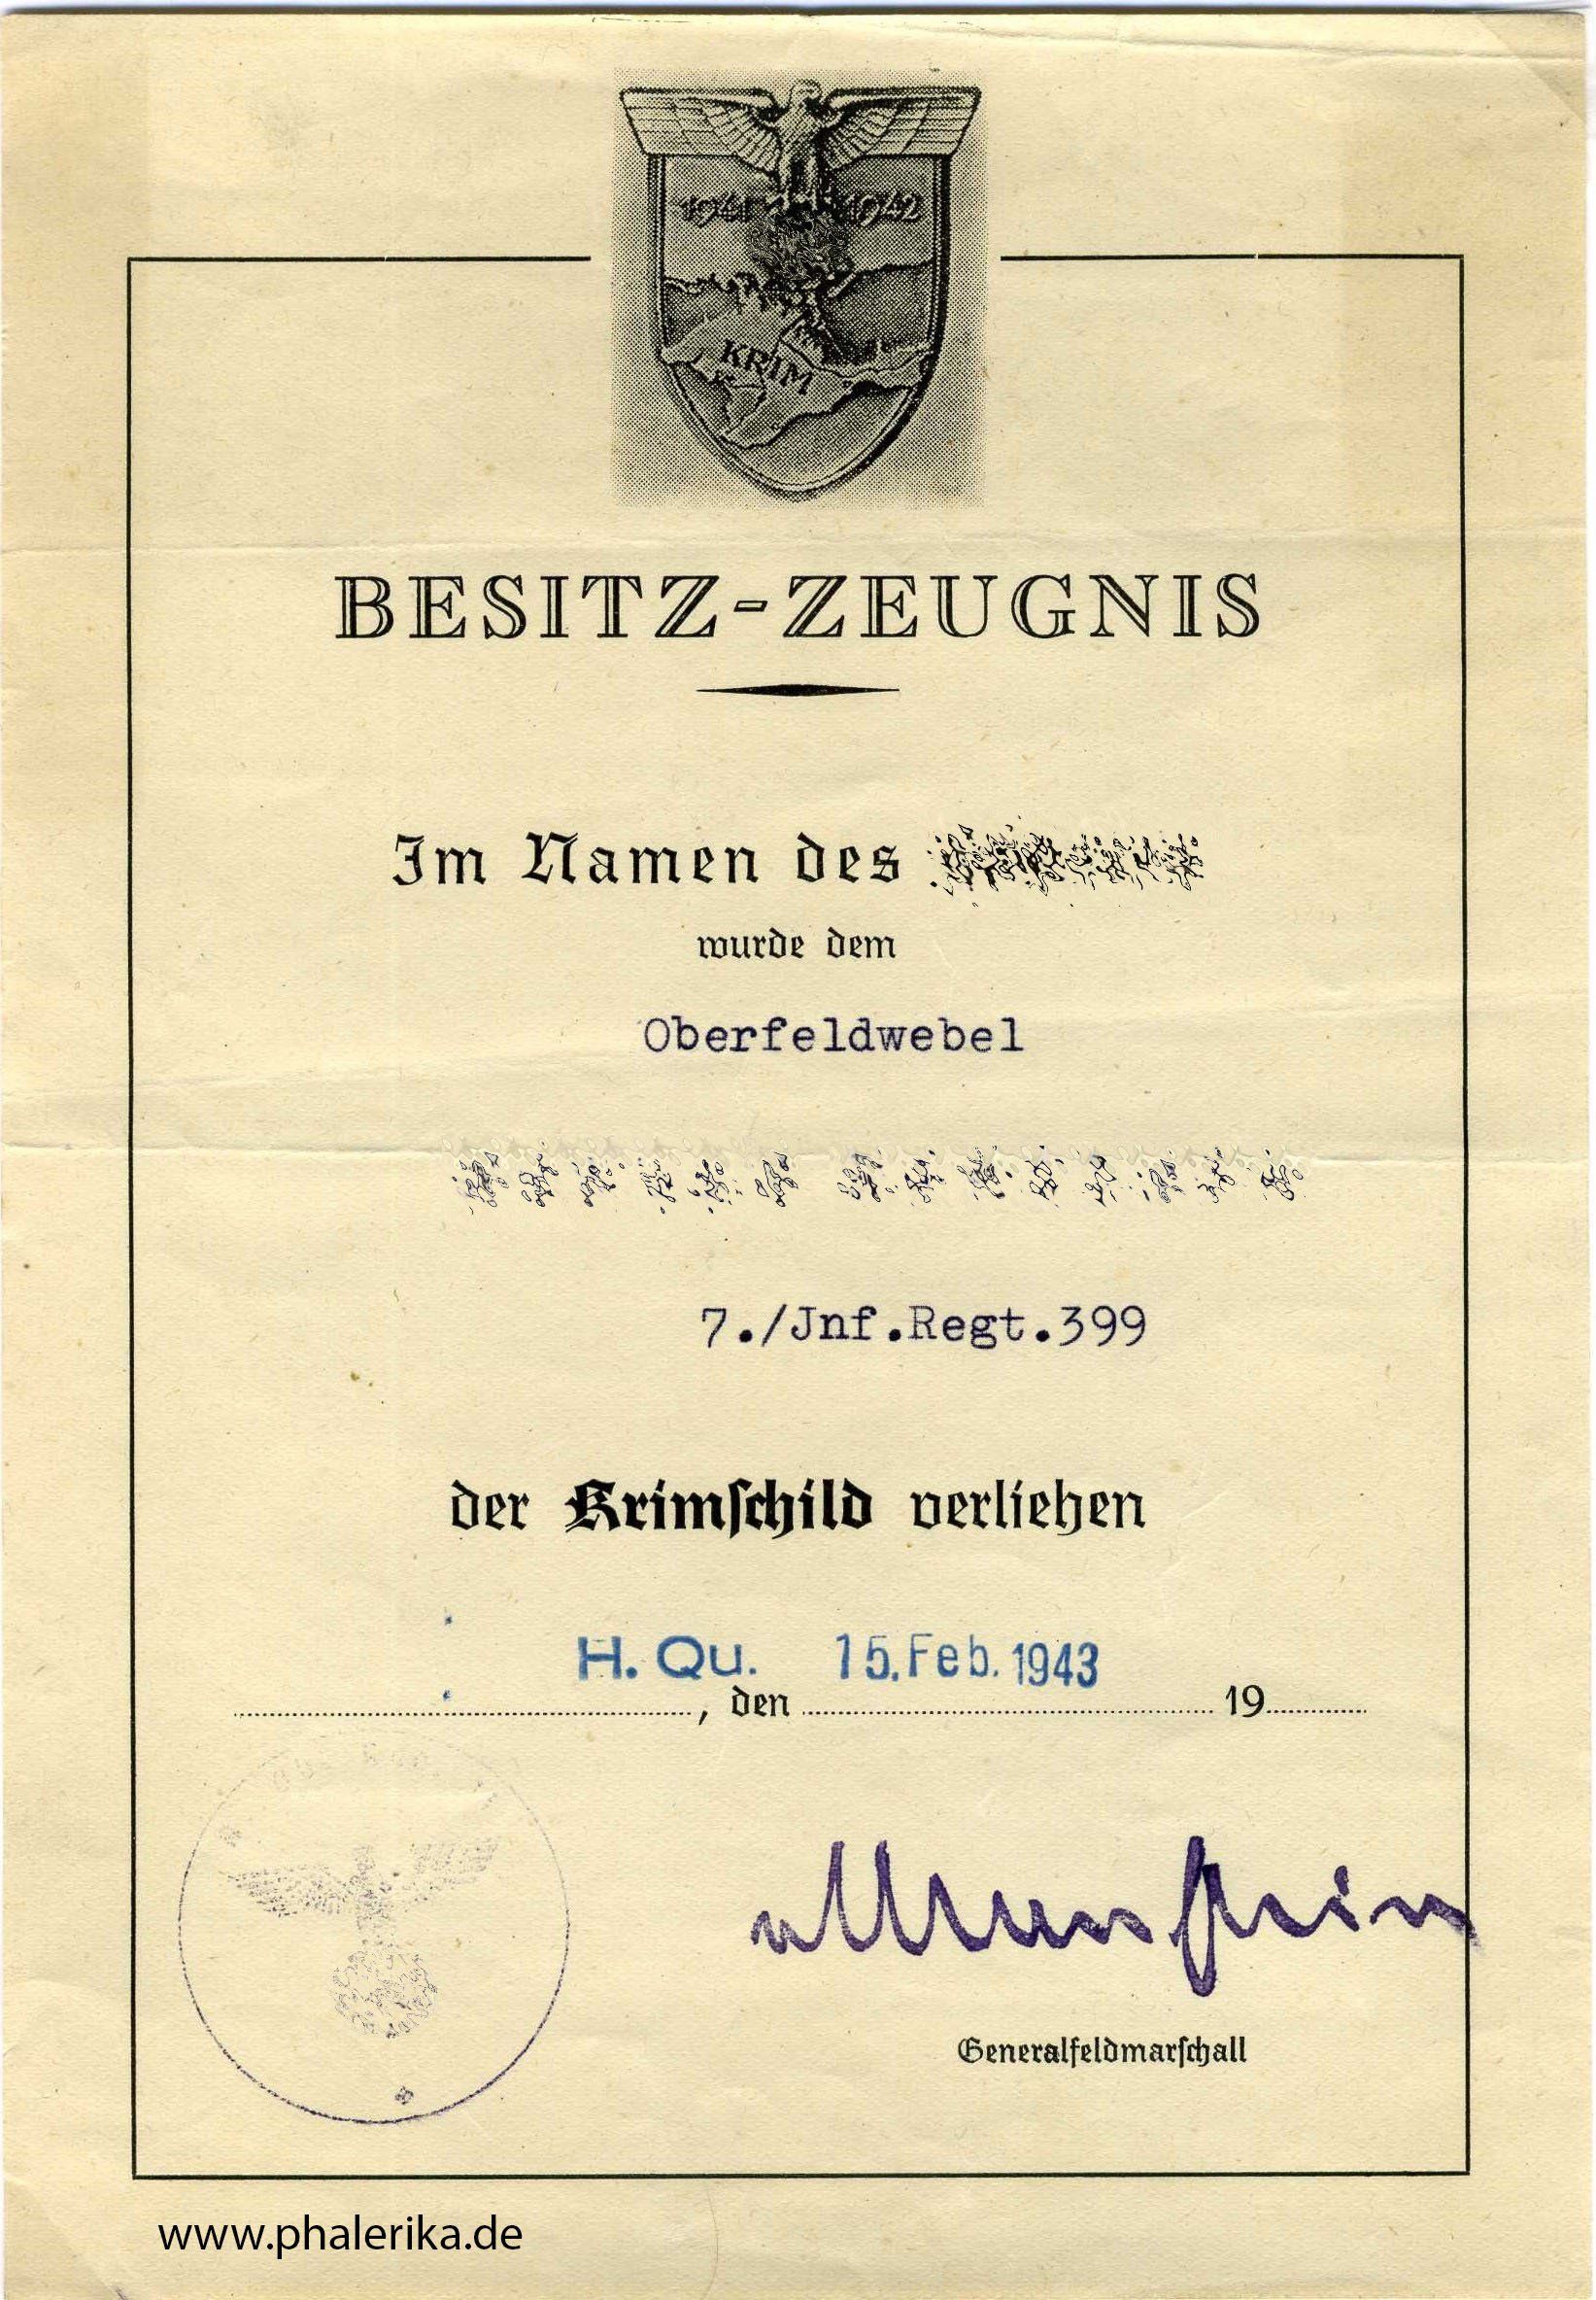 1941 1942
KRIM
BESITZ-ZEUGNIS
Im Namen des
wurde dem
Oberfeldwebel
7./Jnf.Regt.399
der Krimſchild verliehen
H. Qu. 15. Feb. 1943
, den 19
v Manstein
Generalfeldmarſchall
www.phalerika.de